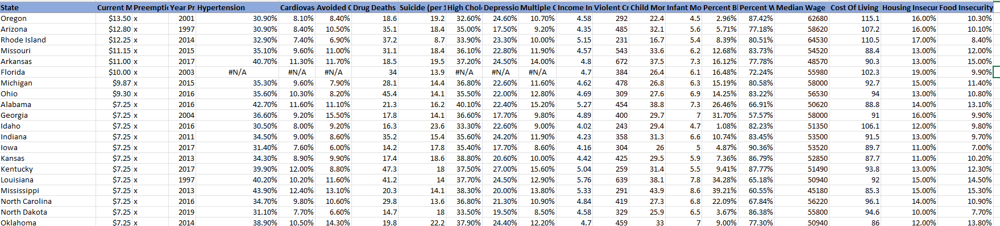 State Current M Preemptic Year Pr Hypertension Cardiovas Avoided C Drug Deaths Suicide (per 1 High Chol Depressio Multiple C Income In Violent Cr Child Mor Infant Mo Percent Bl Percent W Median Wage Cost Of Living Housing Insecur Food Insecurity
Oregon $13.50 x 2001 30.90% 8.10% 8.40% 18.6 19.2 32.60% 24.60% 10.70% 4.58 292 22.4 4.5 2.96% 87.42% 62680 115.1 16.00% 10.30%
Arizona $12.80 x 1997 30.80% 8.40% 10.50% 35.1 18.4 35.00% 17.50% 9.20% 4.35 485 32.1 5.6 5.71% 77.18% 58620 107.2 16.00% 10.10%
Rhode Island $12.25 x 2014 32.90% 7.40% 6.90% 37.2 8.7 33.90% 23.30% 10.00% 5.15 231 16.7 5.4 8.39% 80.51% 64530 110.5 17.00% 8.40%
Missouri $11.15 x 2015 35.10% 9.60% 11.00% 31.1 18.4 36.10% 22.80% 11.90% 4.57 543 33.6 6.2 12.68% 83.73% 54520 88.4 13.00% 12.00%
Arkansas $11.00 x 2017 40.70% 11.30% 11.70% 18.5 19.5 37.20% 24.50% 14.00% 4.8 672 37.5 7.3 16.12% 77.78% 48570 90.3 13.00% 15.00%
Florida $10.00 x 2003 #N/A #N/A #N/A 34 13.9 #N/A #N/A #N/A 4.7 384 26.4 6.1 16.48% 72.24% 55980 102.3 19.00% 9.90%
Michigan $9.87 x 2015 35.30% 9.60% 7.90% 28.1 14.4 36.80% 22.60% 11.60% 4.62 478 26.8 6.3 15.19% 80.58% 58000 92.7 15.00% 11.40%
Ohio $9.30 x 2016 35.60% 10.30% 8.20% 45.4 14.1 35.50% 22.00% 12.80% 4.69 309 27.6 6.9 14.25% 83.22% 56530 94 13.00% 10.80%
Alabama $7.25 x 2016 42.70% 11.60% 11.10% 21.3 16.2 40.10% 22.40% 15.20% 5.27 454 38.8 7.3 26.46% 66.91% 50620 88.8 14.00% 13.10%
Georgia $7.25 x 2004 36.60% 9.20% 15.50% 17.8 14.1 36.60% 17.70% 9.80% 4.89 400 29.7 7 31.70% 57.57% 58000 91 16.00% 9.90%
Idaho $7.25 x 2016 30.50% 8.00% 9.20% 16.3 23.6 33.30% 22.60% 9.00% 4.02 243 29.4 4.7 1.08% 82.23% 51350 106.1 12.00% 9.80%
Indiana $7.25 x 2011 34.50% 9.00% 8.60% 35.2 15.4 35.60% 24.20% 11.90% 4.23 358 31.3 6.6 10.74% 83.45% 53500 91.5 13.00% 9.70%
Iowa $7.25 x 2017 31.40% 7.60% 6.00% 14.2 17.8 35.40% 17.70% 8.60% 4.16 304 26 5 4.87% 90.36% 53520 89.7 11.00% 7.00%
Kansas $7.25 x 2013 34.30% 8.90% 9.90% 17.4 18.6 38.80% 20.60% 10.00% 4.42 425 29.5 5.9 7.36% 86.79% 52850 87.7 11.00% 10.20%
Kentucky $7.25 x 2017 39.90% 12.00% 8.80% 47.3 18 37.50% 27.00% 15.60% 5.04 259 31.4 5.5 9.41% 87.77% 51490 93.8 13.00% 12.30%
Louisiana $7.25 x 1997 40.20% 10.20% 11.60% 41.2 14 37.70% 24.50% 12.90% 5.76 639 38.1 7.8 34.28% 65.18% 50940 92 15.00% 14.50%
Mississippi $7.25 x 2013 43.90% 12.40% 13.10% 20.3 14.1 38.30% 20.00% 13.80% 5.33 291 43.9 8.6 39.21% 60.55% 45180 85.3 15.00% 15.30%
North Carolina $7.25 x 2016 34.70% 9.80% 10.60% 29.8 13.6 36.80% 21.30% 10.90% 4.84 419 27.3 6.8 22.09% 67.84% 56220 96.1 14.00% 10.90%
North Dakota $7.25 x 2019 31.10% 7.70% 6.60% 14.7 18 33.50% 19.50% 8.50% 4.58 329 25.9 6.5 3.67% 86.38% 55800 94.6 10.00% 7.70%
Oklahoma $7.25 x 2014 38.90% 10.50% 14.30% 19.8 22.2 37.90% 24.40% 12.20% 4.7 459 33 7 9.00% 77.30% 50940 86 12.00% 13.80%